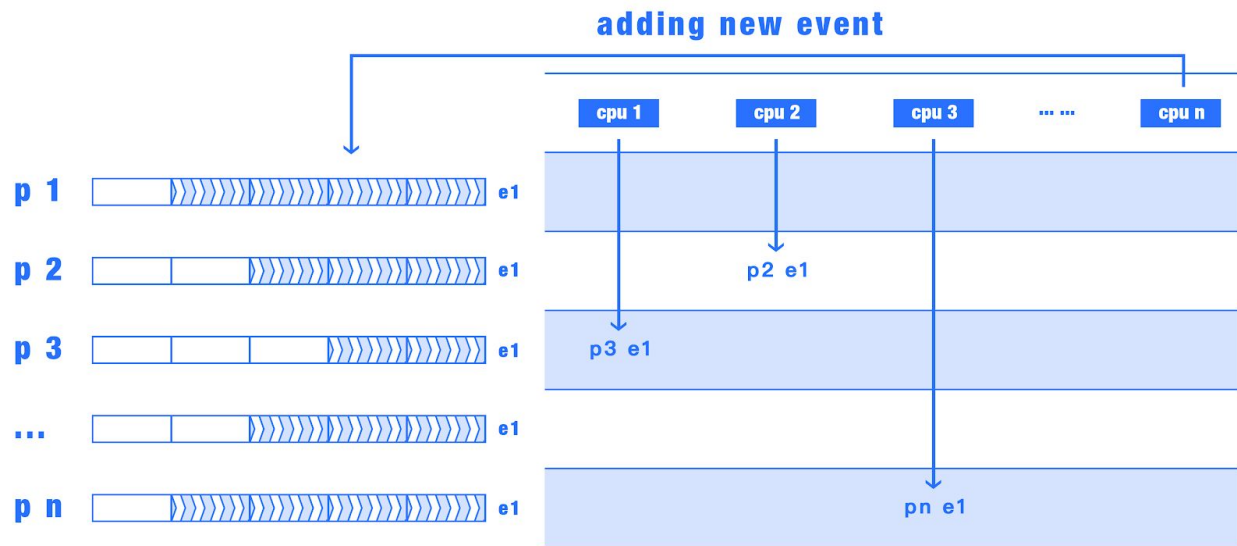 adding new event
cpu 1 cpu 2 cpu 3 ... ... cpu n
p 1 e1
p 2 e1 p2 e1
p 3 e1 p3 e1
... e1
p n e1 pn e1